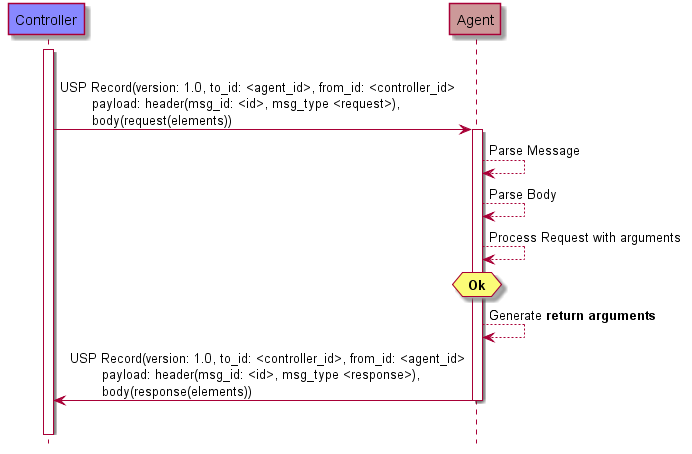 Controller
Agent
USP Record(version: 1.0, to_id: <agent_id>, from_id: <controller_id>
payload: header(msg_id: <id>, msg_type <request>),
body(request(elements))
Parse Message
Parse Body
Process Request with arguments
Ok
Generate return arguments
USP Record(version: 1.0, to_id: <controller_id>, from_id: <agent_id>
payload: header(msg_id: <id>, msg_type <response>),
body(response(elements))